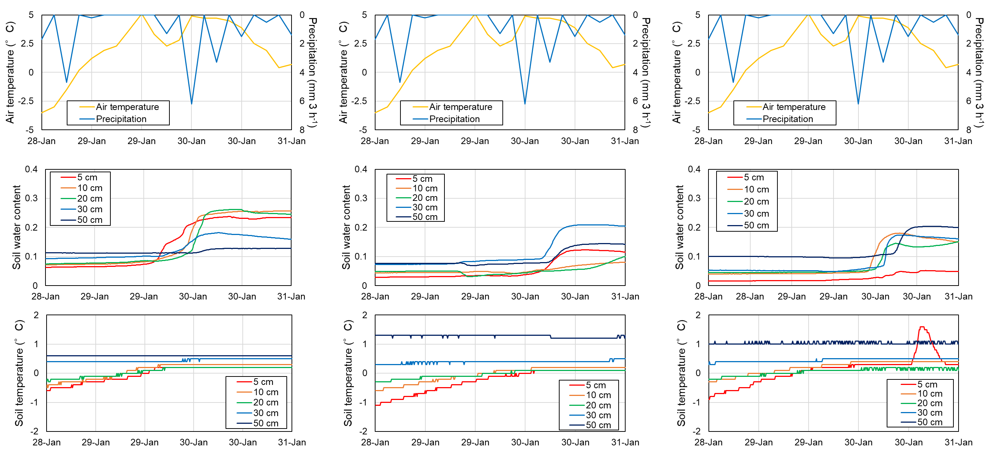 Air temperature (° C)
5
2.5
0
-2.5
-5
0
2
4
6
8
Precipitation (mm 3 h-1)
Air temperature
Precipitation
28-Jan 29-Jan 29-Jan 30-Jan 30-Jan 31-Jan
Air temperature (° C)
5
2.5
0
-2.5
-5
0
2
4
6
8
Precipitation (mm 3 h-1)
Air temperature
Precipitation
28-Jan 29-Jan 29-Jan 30-Jan 30-Jan 31-Jan
Air temperature (° C)
5
2.5
0
-2.5
-5
0
2
4
6
8
Precipitation (mm 3 h-1)
Air temperature
Precipitation
28-Jan 29-Jan 29-Jan 30-Jan 30-Jan 31-Jan
Soil water content
0.4
0.3
0.2
0.1
0
5 cm
10 cm
20 cm
30 cm
50 cm
28-Jan 29-Jan 29-Jan 30-Jan 30-Jan 31-Jan
Soil water content
0.4
0.3
0.2
0.1
0
5 cm
10 cm
20 cm
30 cm
50 cm
28-Jan 29-Jan 29-Jan 30-Jan 30-Jan 31-Jan
Soil water content
0.4
0.3
0.2
0.1
0
5 cm
10 cm
20 cm
30 cm
50 cm
28-Jan 28-Jan 29-Jan 29-Jan 30-Jan 30-Jan 31-Jan
Soil temperature (° C)
2
1
0
-1
-2
5 cm
10 cm
20 cm
30 cm
50 cm
28-Jan 29-Jan 29-Jan 30-Jan 30-Jan 31-Jan
Soil temperature (° C)
2
1
0
-1
-2
5 cm
10 cm
20 cm
30 cm
50 cm
28-Jan 29-Jan 29-Jan 30-Jan 30-Jan 31-Jan
Soil temperature (° C)
2
1
0
-1
-2
5 cm
10 cm
20 cm
30 cm
50 cm
28-Jan 29-Jan 29-Jan 30-Jan 30-Jan 31-Jan